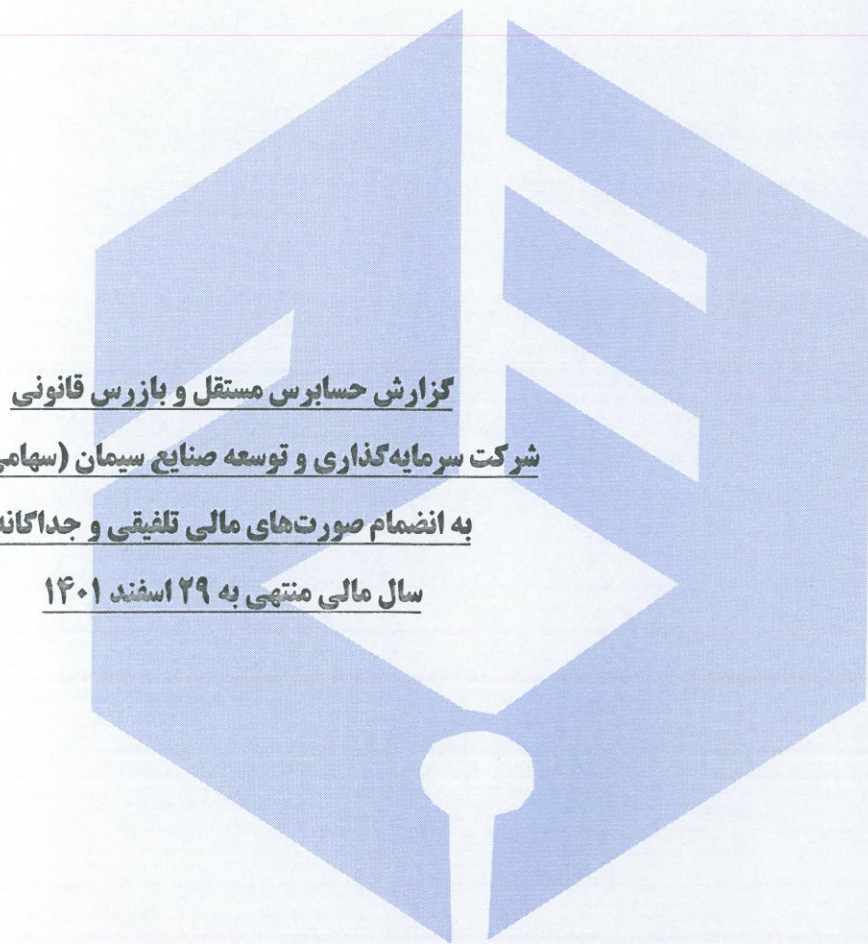 گزارش حسابرس مستقل و بازرس قانونی
شرکت سرمایه‌گذاری و توسعه صنایع سیمان (سهامی
به انضمام صورت‌های مالی تلفیقی و جداگانه
سال مالی منتهی به ۲۹ اسفند ۱۴۰۱